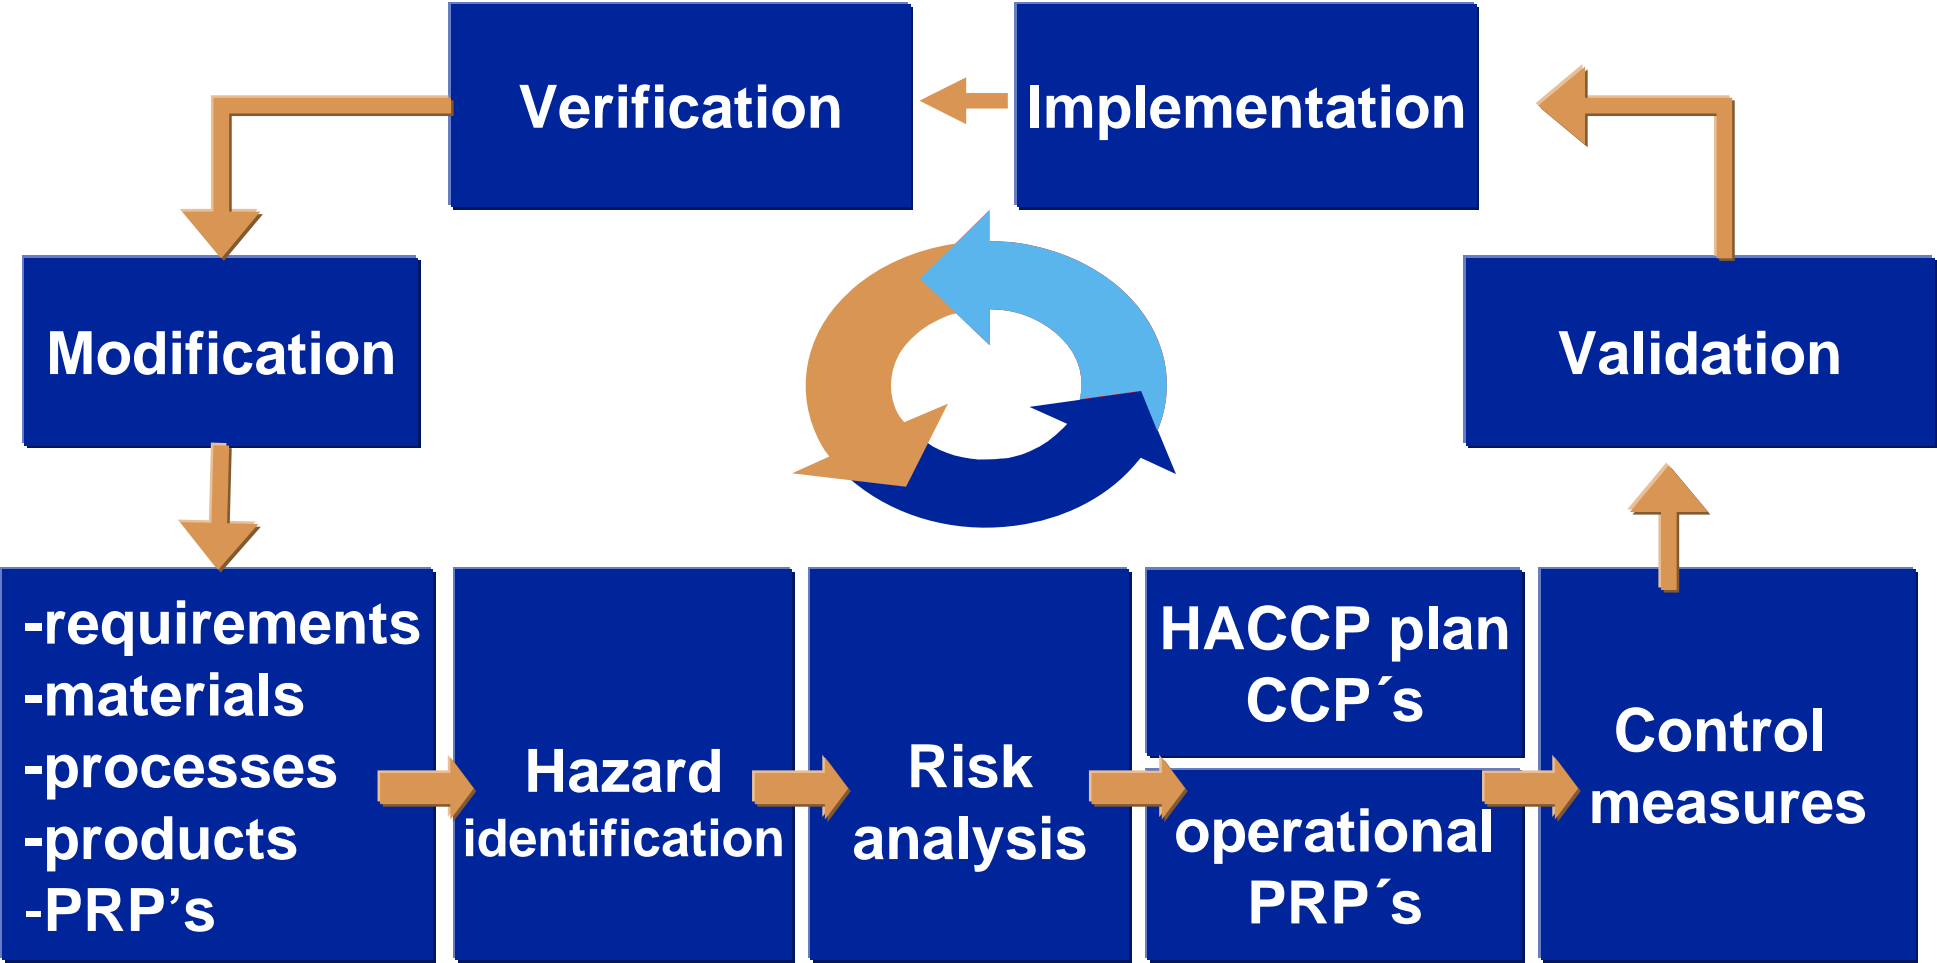 Verification
Implementation
Modification
Validation
-requirements
-materials
-processes
-products
-PRP’s
Hazard
identification
Risk
analysis
HACCP plan
CCP´s
operational
PRP´s
Control
measures